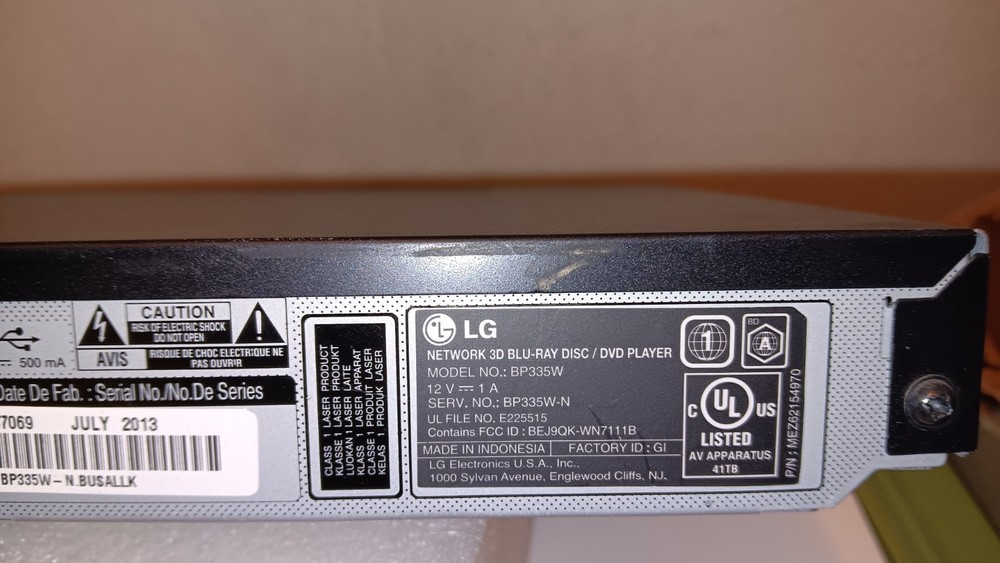 500 mA
CAUTION
RISK OF ELECTRIC SHOCK
DO NOT OPEN
AVIS
RISQUE DE CHOC ELECTRIQUE NE
PAS OUVRIR
Date De Fab. : Serial No./No.De Series
7069 JULY 2013
BP335W-N.BUSALLK
CLASS 1 LASER PRODUCT
KLASSE 1 LASER PRODUKT
LUOKAN 1 LASER LAITE
KLASS 1 LASER APPARAT
CLASSE 1 PRODUIT LASER
KELAS 1 PRODUK LASER
LG
NETWORK 3D BLU-RAY DISC / DVD PLAYER
MODEL NO.: BP335W
12 V ⎓ 1 A
SERV. NO.: BP335W-N
UL FILE NO. E225515
Contains FCC ID : BEJ9QK-WN7111B
MADE IN INDONESIA FACTORY ID: GI
LG Electronics U.S.A., Inc.,
1000 Sylvan Avenue, Englewood Cliffs, NJ.
1
BD
A
C UL US
LISTED
AV APPARATUS
41TB
P/N : MEZ62154970